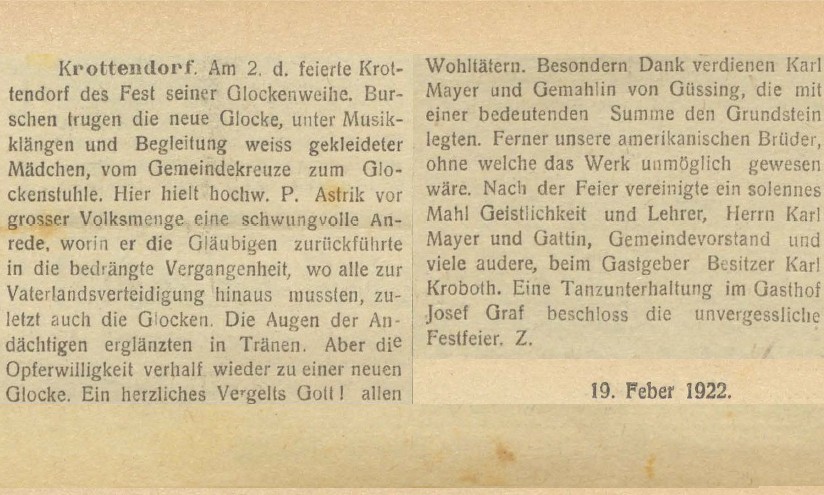 Krottendorf. Am 2. d. feierte Krot-
tendorf des Fest seiner Glockenweihe. Bur-
schen trugen die neue Glocke, unter Musik-
klängen und Begleitung weiss gekleideter
Mädchen, vom Gemeindekreuze zum Glo-
ckenstuhle. Hier hielt hochw. P. Astrik vor
grosser Volksmenge eine schwungvolle An-
rede, worin er die Gläubigen zurückführte
in die bedrängte Vergangenheit, wo alle zur
Vaterlandsverteidigung hinaus mussten, zu-
letzt auch die Glocken. Die Augen der An-
dächtigen erglänzten in Tränen. Aber die
Opferwilligkeit verhalf wieder zu einer neuen
Glocke. Ein herzliches Vergelts Gott! allen
Wohltätern. Besondern Dank verdienen Karl
Mayer und Gemahlin von Güssing, die mit
einer bedeutenden Summe den Grundstein
legten. Ferner unsere amerikanischen Brüder,
ohne welche das Werk unmöglich gewesen
wäre. Nach der Feier vereinigte ein solennes
Mahl Geistlichkeit und Lehrer, Herrn Karl
Mayer und Gattin, Gemeindevorstand und
viele audere, beim Gastgeber Besitzer Karl
Kroboth. Eine Tanzunterhaltung im Gasthof
Josef Graf beschloss die unvergessliche
Festfeier. Z.
19. Feber 1922.